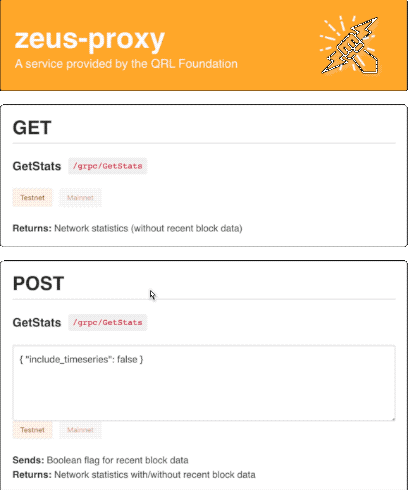 zeus-proxy
A service provided by the QRL Foundation
GET
GetStats /grpc/GetStats
Testnet Mainnet
Returns: Network statistics (without recent block data)
POST
GetStats /grpc/GetStats
{ "include_timeseries": false }
Testnet Mainnet
Sends: Boolean flag for recent block data
Returns: Network statistics with/without recent block data